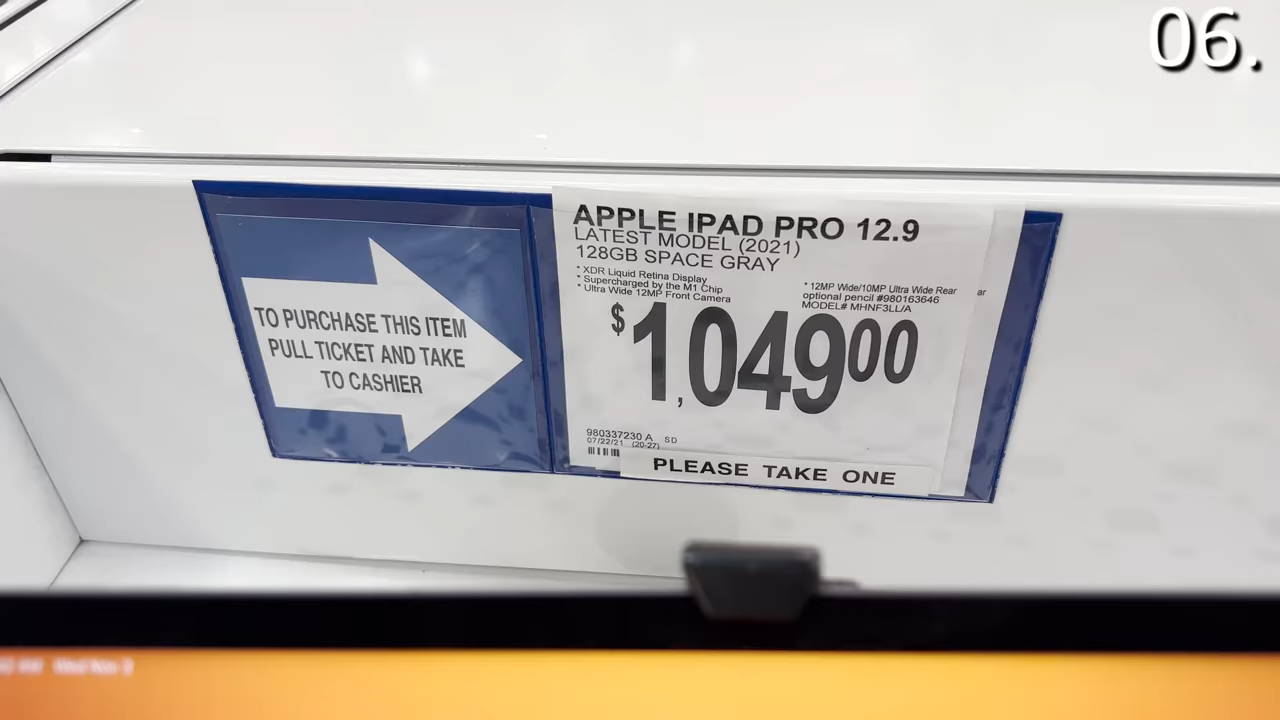 06.
TO PURCHASE THIS ITEM
PULL TICKET AND TAKE
TO CASHIER
APPLE IPAD PRO 12.9
LATEST MODEL (2021)
128GB SPACE GRAY
* XDR Liquid Retina Display
* Supercharged by the M1 Chip
* Ultra Wide 12MP Front Camera
* 12MP Wide/10MP Ultra Wide Rear
optional pencil #980163646
MODEL# MHNF3LL/A
$1,04900
980337230 A SD
07/22/21 (20-27)
PLEASE TAKE ONE